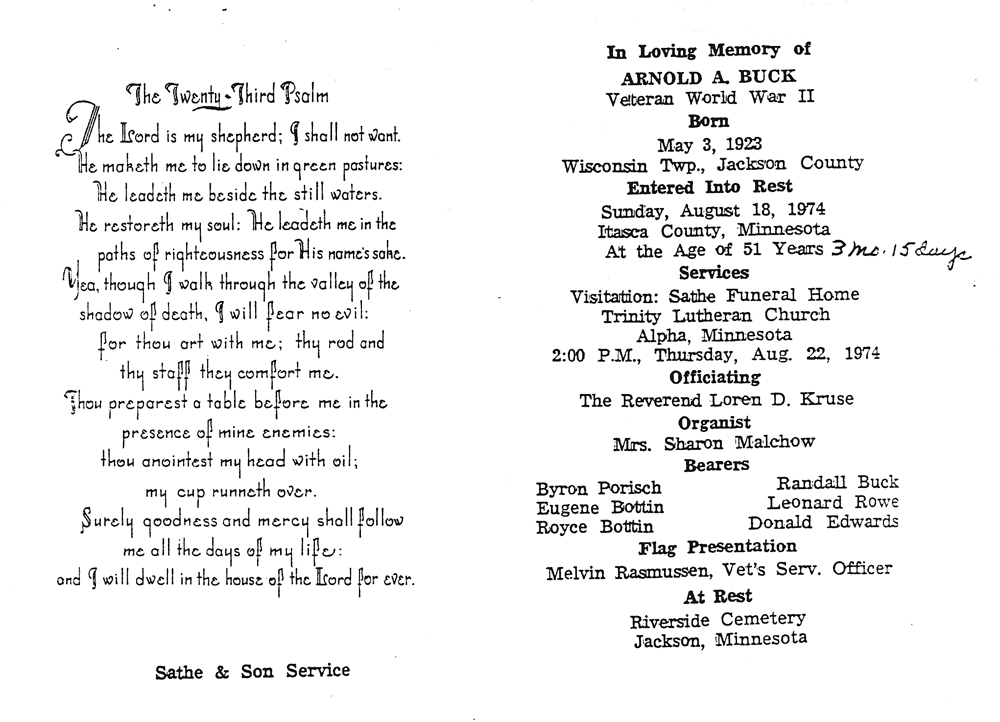 The Twenty-Third Psalm
The Lord is my shepherd; I shall not want.
He maketh me to lie down in green pastures:
He leadeth me beside the still waters.
He restoreth my soul: He leadeth me in the
paths of righteousness for His name's sake.
Yea, though I walk through the valley of the
shadow of death, I will fear no evil:
for thou art with me; thy rod and
thy staff they comfort me.
Thou preparest a table before me in the
presence of mine enemies:
thou anointest my head with oil;
my cup runneth over.
Surely goodness and mercy shall follow
me all the days of my life:
and I will dwell in the house of the Lord for ever.
Sathe & Son Service
In Loving Memory of
ARNOLD A. BUCK
Veteran World War II
Born
May 3, 1923
Wisconsin Twp., Jackson County
Entered Into Rest
Sunday, August 18, 1974
Itasca County, Minnesota
At the Age of 51 Years 3 mo. 15 days
Services
Visitation: Sathe Funeral Home
Trinity Lutheran Church
Alpha, Minnesota
2:00 P.M., Thursday, Aug. 22, 1974
Officiating
The Reverend Loren D. Kruse
Organist
Mrs. Sharon Malchow
Bearers
Byron Porisch Randall Buck
Eugene Bottin Leonard Rowe
Royce Bottin Donald Edwards
Flag Presentation
Melvin Rasmussen, Vet's Serv. Officer
At Rest
Riverside Cemetery
Jackson, Minnesota